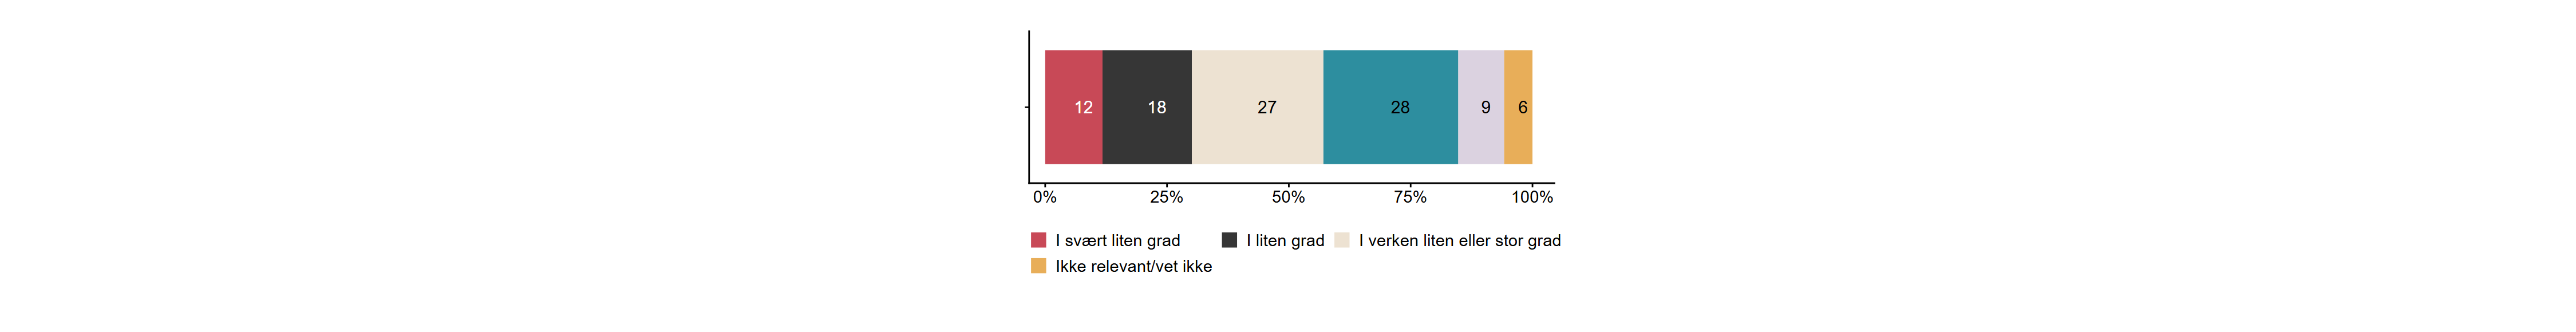 12 18 27 28 9 6
0% 25% 50% 75% 100%
I svært liten grad I liten grad I verken liten eller stor grad
Ikke relevant/vet ikke